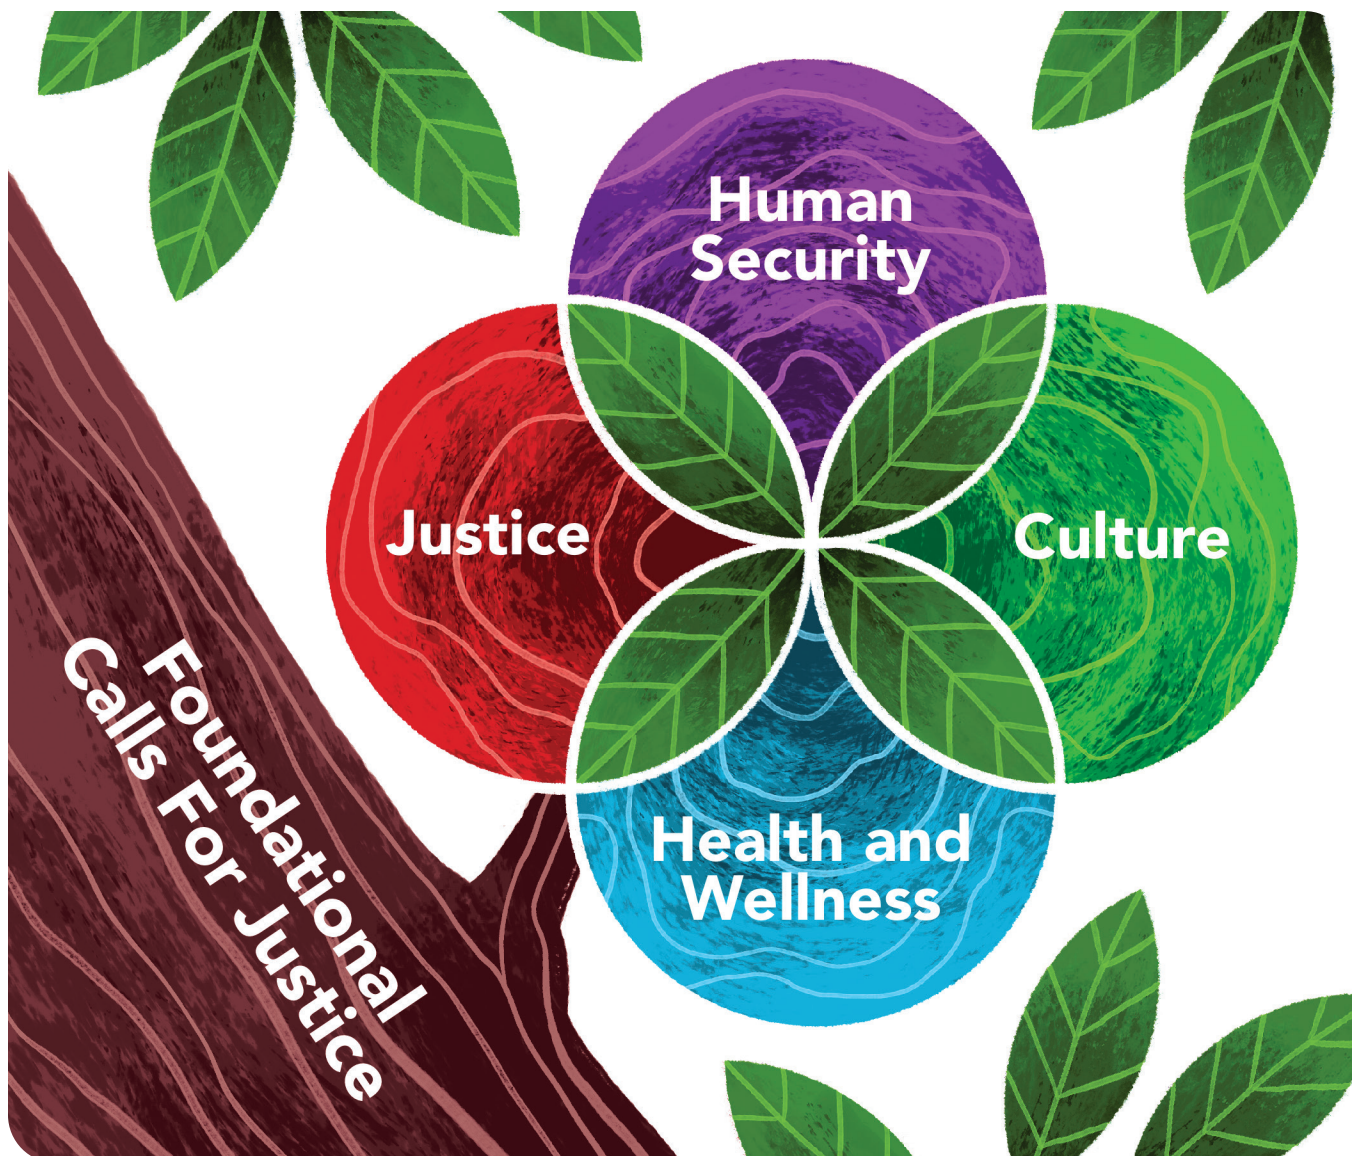 Human
Security
Justice
Culture
Health and
Wellness
Foundational
Calls For Justice